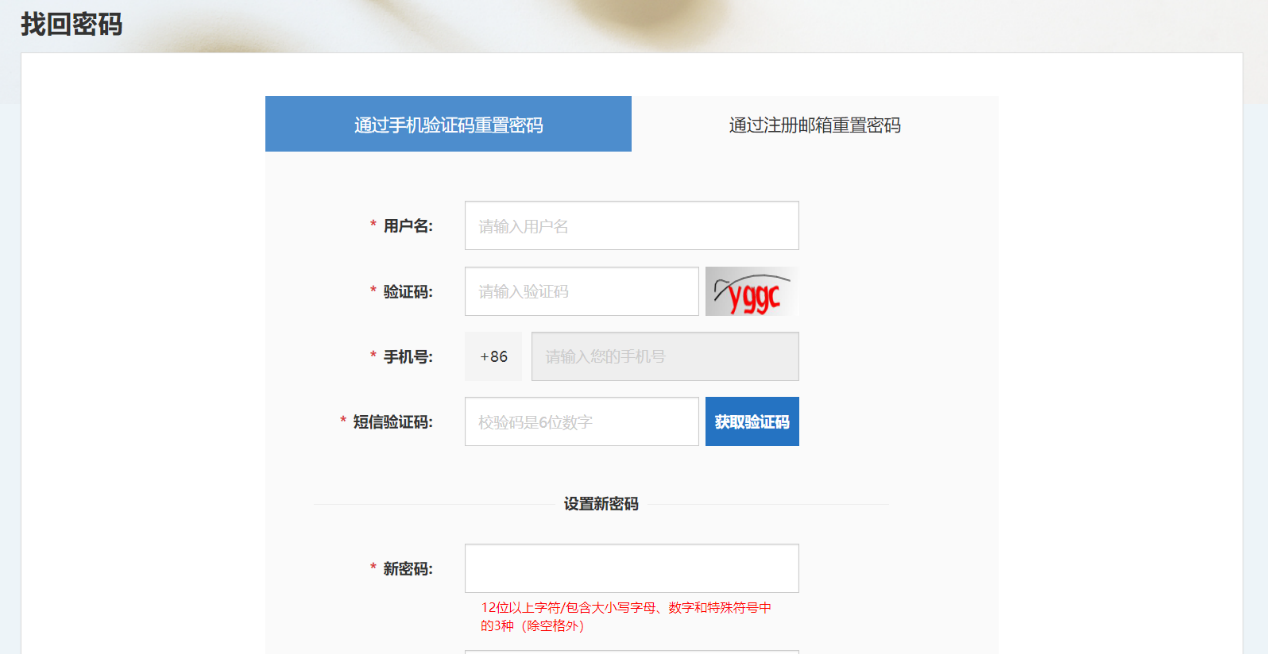 找回密码
通过手机验证码重置密码 通过注册邮箱重置密码
* 用户名: 请输入用户名
* 验证码: 请输入验证码 yggc
* 手机号: +86 请输入您的手机号
* 短信验证码: 校验码是6位数字 获取验证码
设置新密码
* 新密码:
12位以上字符/包含大小写字母、数字和特殊符号中
的3种（除空格外）